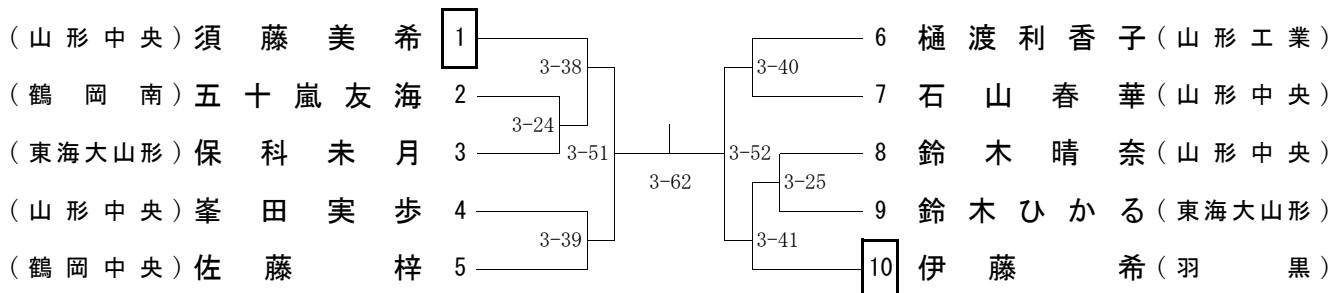 (山形中央) 須藤美希 1
3-38
(鶴岡南) 五十嵐友海 2
3-24
(東海大山形) 保科未月 3
3-51
(山形中央) 峯田実歩 4
3-39
(鶴岡中央) 佐藤梓 5
3-62
6 樋渡利香子 (山形工業)
3-40
7 石山春華 (山形中央)
3-52
8 鈴木晴奈 (山形中央)
3-25
9 鈴木ひかる (東海大山形)
3-41
10 伊藤希 (羽黒)